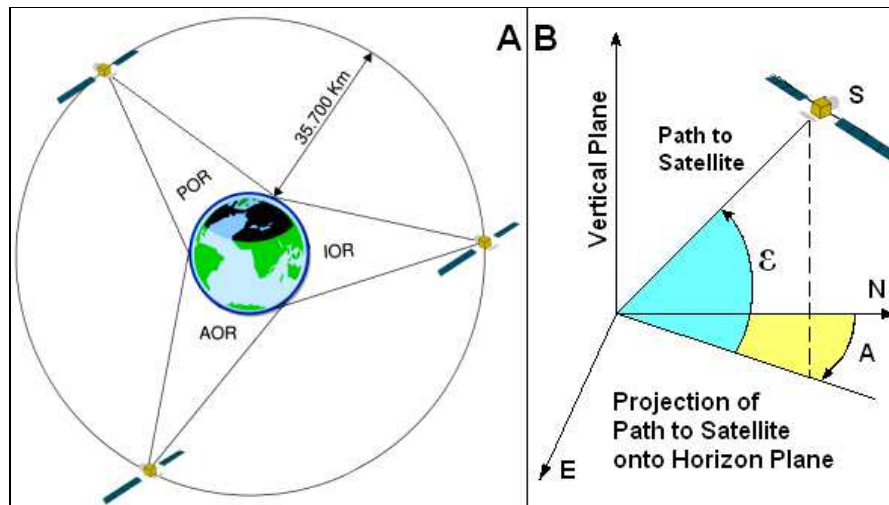 A
35.700 Km
POR
IOR
AOR
B
S
Path to
Satellite
Vertical Plane
ε
N
A
Projection of
Path to Satellite
onto Horizon Plane
E